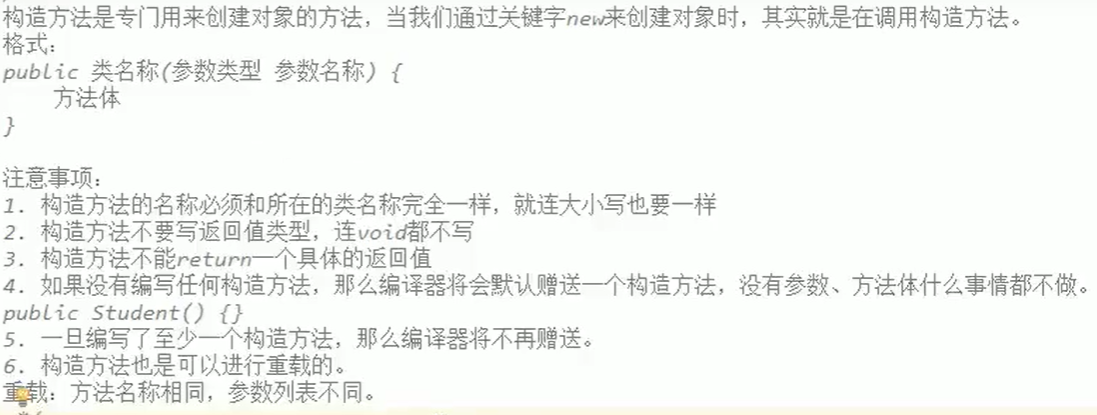 构造方法是专门用来创建对象的方法，当我们通过关键字new来创建对象时，其实就是在调用构造方法。
格式：
public 类名称(参数类型 参数名称) {
    方法体
}
注意事项：
1. 构造方法的名称必须和所在的类名称完全一样，就连大小写也要一样
2. 构造方法不要写返回值类型，连void都不写
3. 构造方法不能return一个具体的返回值
4. 如果没有编写任何构造方法，那么编译器将会默认赠送一个构造方法，没有参数、方法体什么事情都不做。
public Student() {}
5. 一旦编写了至少一个构造方法，那么编译器将不再赠送。
6. 构造方法也是可以进行重载的。
重载：方法名称相同，参数列表不同。